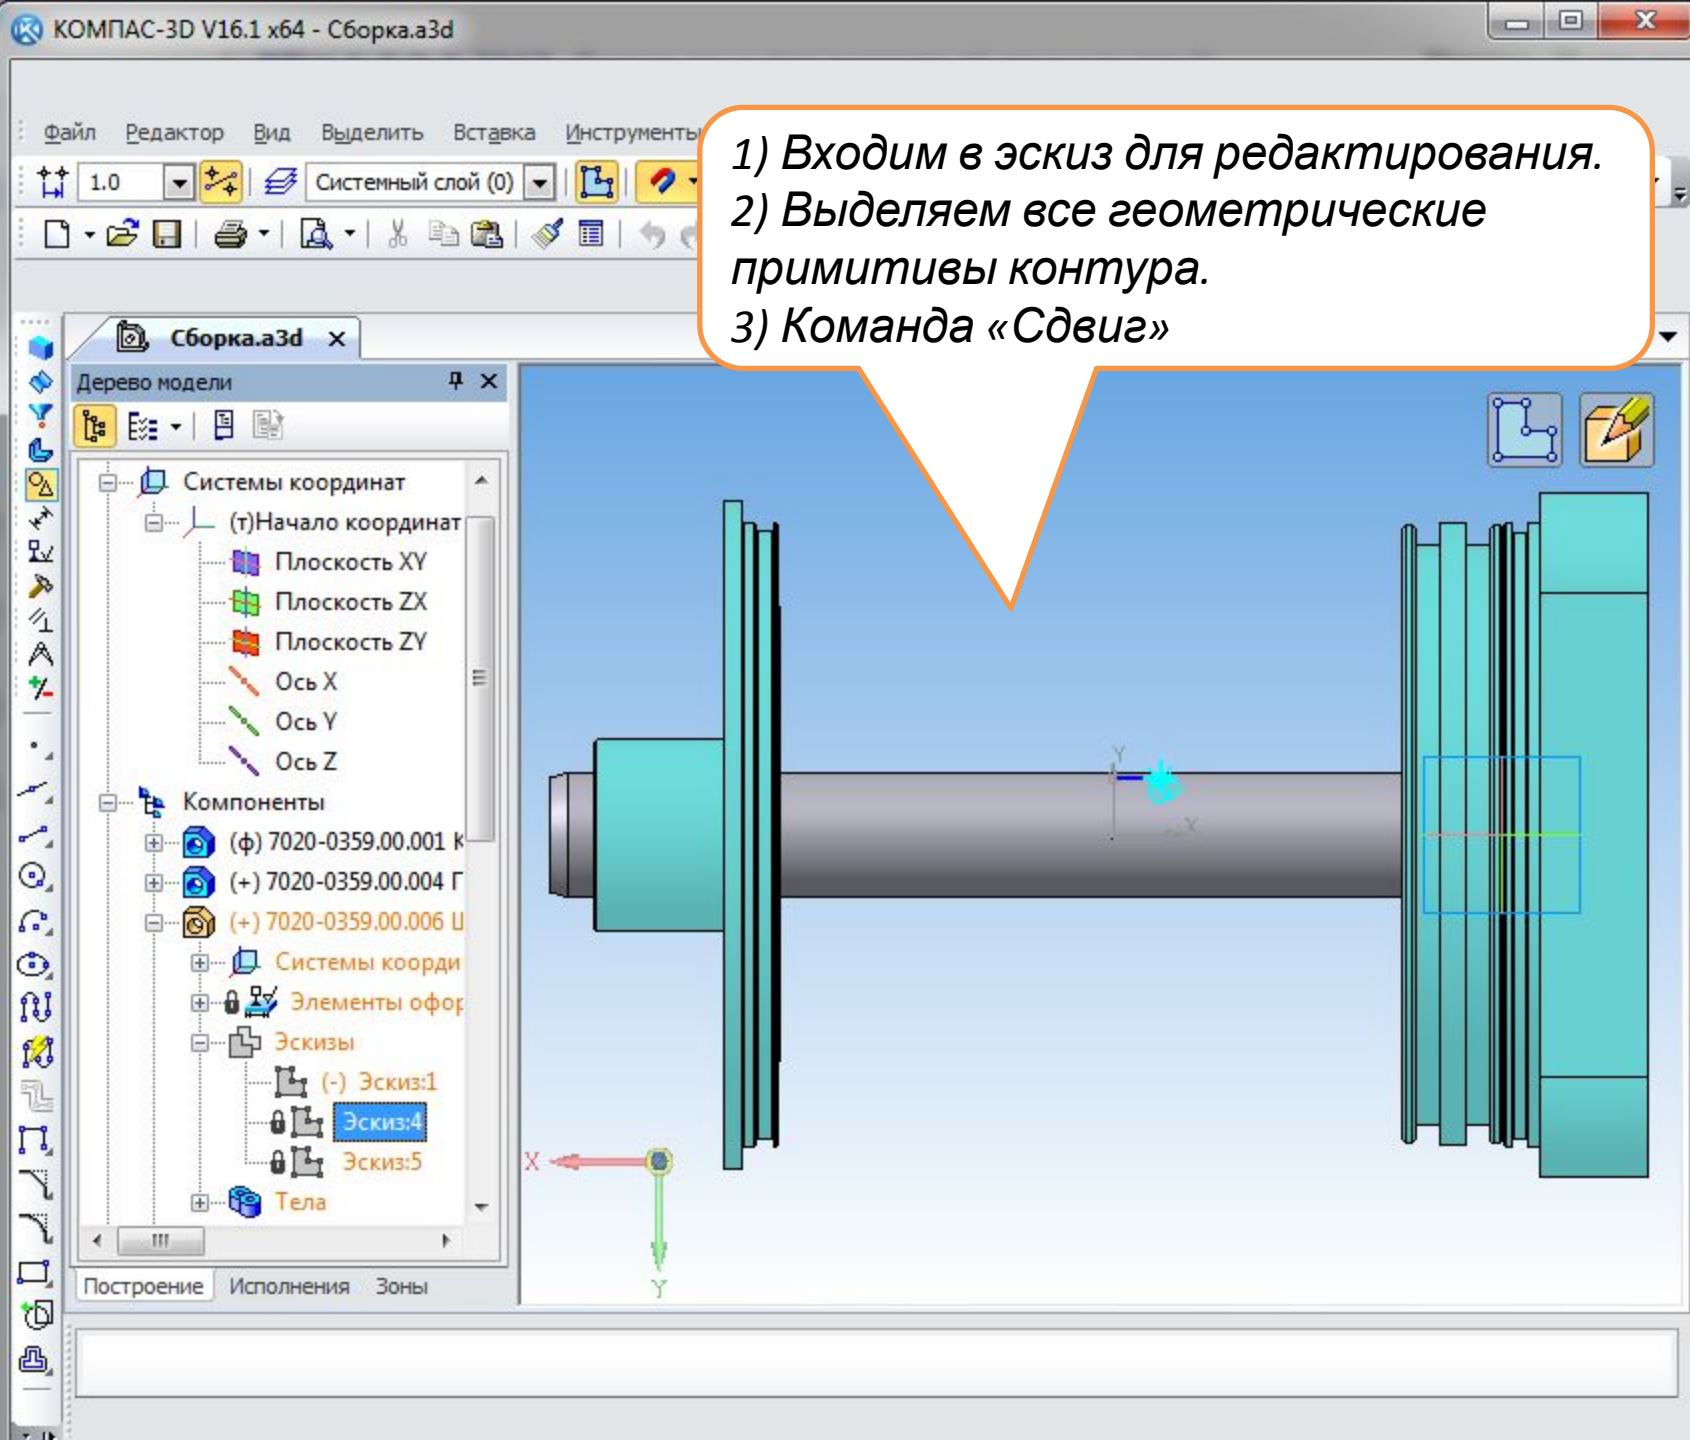 КОМПАС-3D V16.1 x64 - Сборка.a3d
Файл Редактор Вид Выделить Вставка Инструменты
1.0 Системный слой (0)
1) Входим в эскиз для редактирования.
2) Выделяем все геометрические
примитивы контура.
3) Команда «Сдвиг»
Сборка.a3d
Дерево модели
Системы координат
(т)Начало координат
Плоскость XY
Плоскость ZX
Плоскость ZY
Ось X
Ось Y
Ось Z
Компоненты
(ф) 7020-0359.00.001 К
(+) 7020-0359.00.004 Г
(+) 7020-0359.00.006 Ш
Системы коорди
Элементы офор
Эскизы
(-) Эскиз:1
Эскиз:4
Эскиз:5
Тела
Построение Исполнения Зоны
Y
X
X
Y